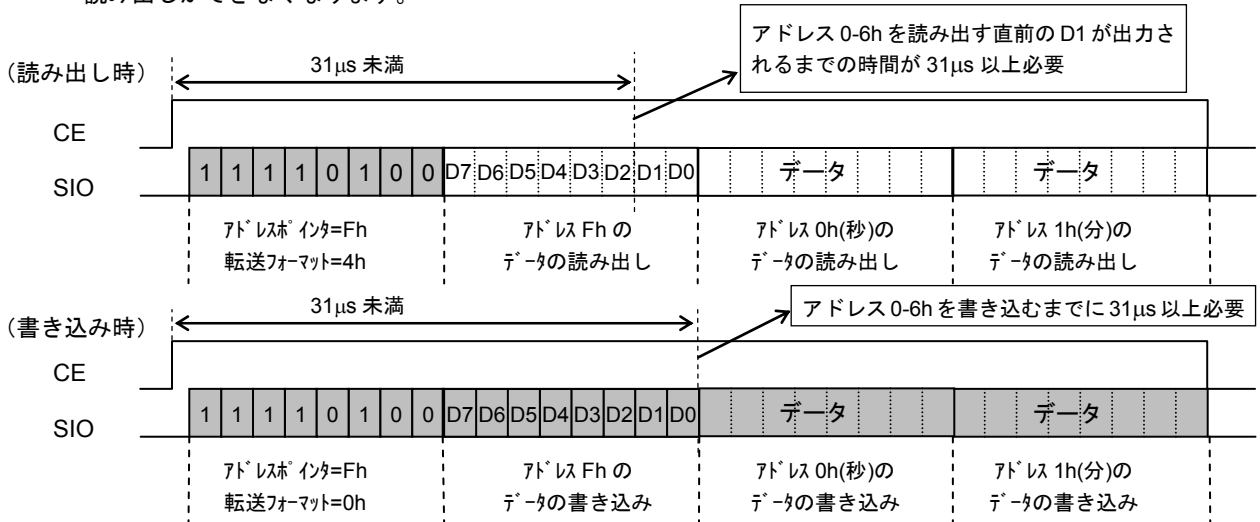 読み出しができなくなります。
アドレス 0-6h を読み出す直前の D1 が出力さ
れるまでの時間が 31μs 以上必要
(読み出し時)
31μs 未満
CE
SIO
1 1 1 1 0 1 0 0 D7 D6 D5 D4 D3 D2 D1 D0 データ データ
ｱﾄﾞﾚｽﾎﾟｲﾝﾀ=Fh
転送ﾌｫｰﾏｯﾄ=4h
ｱﾄﾞﾚｽ Fh の
ﾃﾞｰﾀの読み出し
ｱﾄﾞﾚｽ 0h(秒)の
ﾃﾞｰﾀの読み出し
ｱﾄﾞﾚｽ 1h(分)の
ﾃﾞｰﾀの読み出し
(書き込み時)
31μs 未満
アドレス 0-6h を書き込むまでに 31μs 以上必要
CE
SIO
1 1 1 1 0 1 0 0 D7 D6 D5 D4 D3 D2 D1 D0 データ データ
ｱﾄﾞﾚｽﾎﾟｲﾝﾀ=Fh
転送ﾌｫｰﾏｯﾄ=0h
ｱﾄﾞﾚｽ Fh の
ﾃﾞｰﾀの書き込み
ｱﾄﾞﾚｽ 0h(秒)の
ﾃﾞｰﾀの書き込み
ｱﾄﾞﾚｽ 1h(分)の
ﾃﾞｰﾀの書き込み